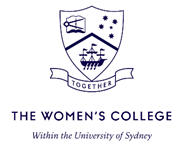 TOGETHER
THE WOMEN'S COLLEGE
Within the University of Sydney